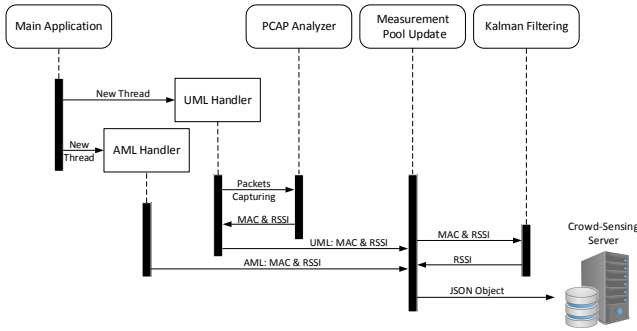 Main Application
PCAP Analyzer
Measurement
Pool Update
Kalman Filtering
New Thread
UML Handler
New
Thread
AML Handler
Packets
Capturing
MAC & RSSI
UML: MAC & RSSI
MAC & RSSI
AML: MAC & RSSI
RSSI
JSON Object
Crowd-Sensing
Server